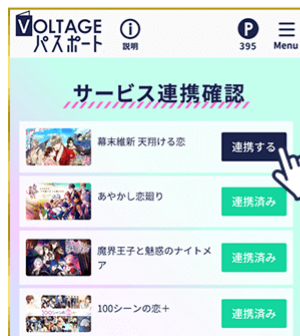 VOLTAGE
パスポート
説明
P
395
Menu
サービス連携確認
幕末維新 天翔ける恋
連携する
あやかし恋廻り
連携済み
魔界王子と魅惑のナイトメ
ア
連携済み
100シーンの恋＋
連携済み